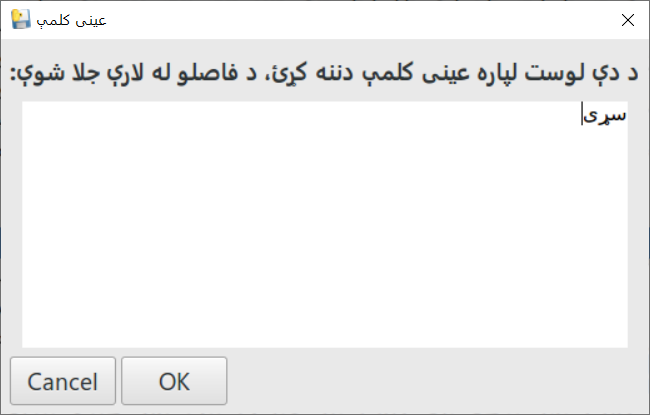 عینی کلمې
د دې لوست لپاره عینی کلمې دننه کړئ، د فاصلو له لارې جلا شوې:
سړی
Cancel
OK